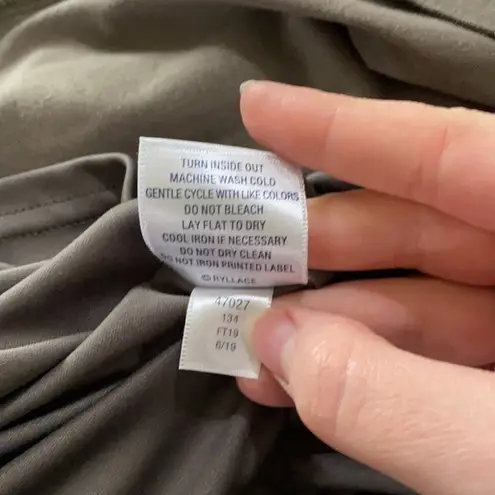 TURN INSIDE OUT
MACHINE WASH COLD
GENTLE CYCLE WITH LIKE COLORS
DO NOT BLEACH
LAY FLAT TO DRY
COOL IRON IF NECESSARY
DO NOT DRY CLEAN
DO NOT IRON PRINTED LABEL
© RYLLACE
47027
134
FT19
6/19